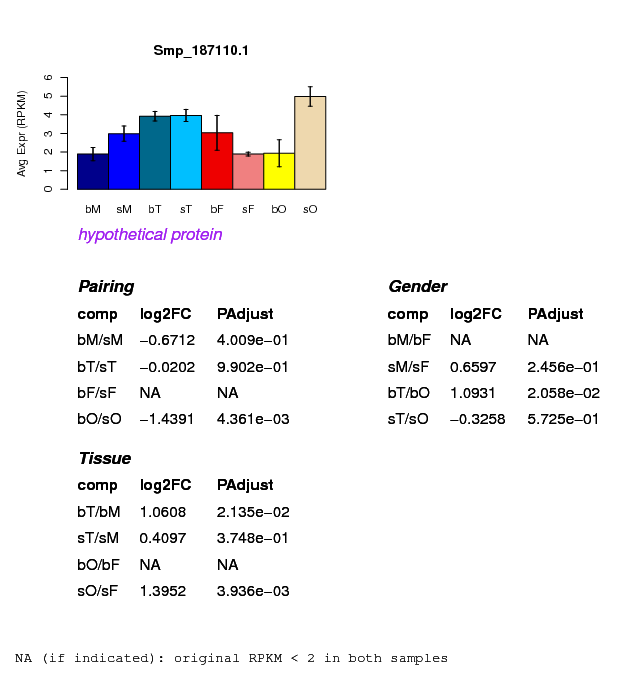 Smp_187110.1
Avg Expr (RPKM)
0 1 2 3 4 5 6
bM sM bT sT bF sF bO sO
hypothetical protein
Pairing
comp log2FC PAdjust
bM/sM −0.6712 4.009e−01
bT/sT −0.0202 9.902e−01
bF/sF NA NA
bO/sO −1.4391 4.361e−03
Gender
comp log2FC PAdjust
bM/bF NA NA
sM/sF 0.6597 2.456e−01
bT/bO 1.0931 2.058e−02
sT/sO −0.3258 5.725e−01
Tissue
comp log2FC PAdjust
bT/bM 1.0608 2.135e−02
sT/sM 0.4097 3.748e−01
bO/bF NA NA
sO/sF 1.3952 3.936e−03
NA (if indicated): original RPKM < 2 in both samples